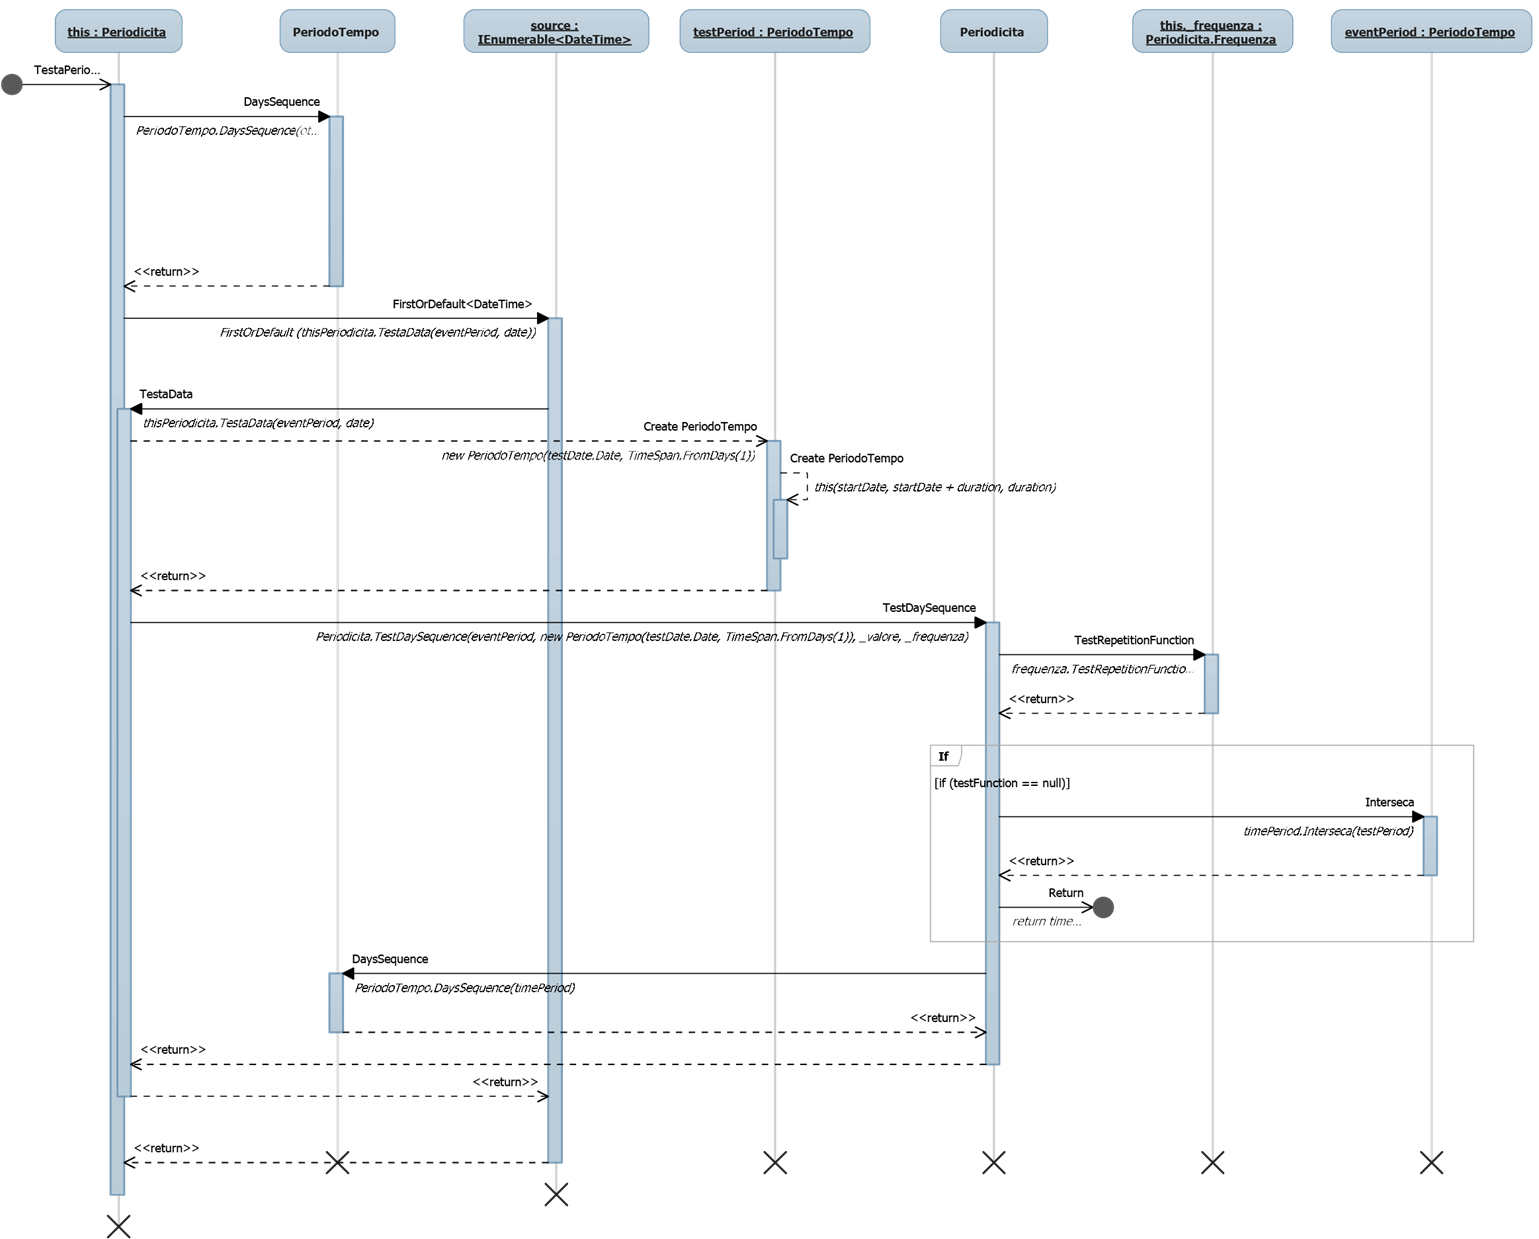 this : Periodicita
PeriodoTempo
source :
IEnumerable<DateTime>
testPeriod : PeriodoTempo
Periodicita
this._frequenza :
Periodicita.Frequenza
eventPeriod : PeriodoTempo
TestaPerio...
DaysSequence
PeriodoTempo.DaysSequence(ot...
<<return>>
FirstOrDefault<DateTime>
FirstOrDefault (thisPeriodicita.TestaData(eventPeriod, date))
TestaData
thisPeriodicita.TestaData(eventPeriod, date)
Create PeriodoTempo
new PeriodoTempo(testDate.Date, TimeSpan.FromDays(1))
Create PeriodoTempo
this(startDate, startDate + duration, duration)
<<return>>
TestDaySequence
Periodicita.TestDaySequence(eventPeriod, new PeriodoTempo(testDate.Date, TimeSpan.FromDays(1)), _valore, _frequenza)
TestRepetitionFunction
frequenza.TestRepetitionFunctio...
<<return>>
If
[if (testFunction == null)]
Interseca
timePeriod.Interseca(testPeriod)
<<return>>
Return
return time...
DaysSequence
PeriodoTempo.DaysSequence(timePeriod)
<<return>>
<<return>>
<<return>>
<<return>>